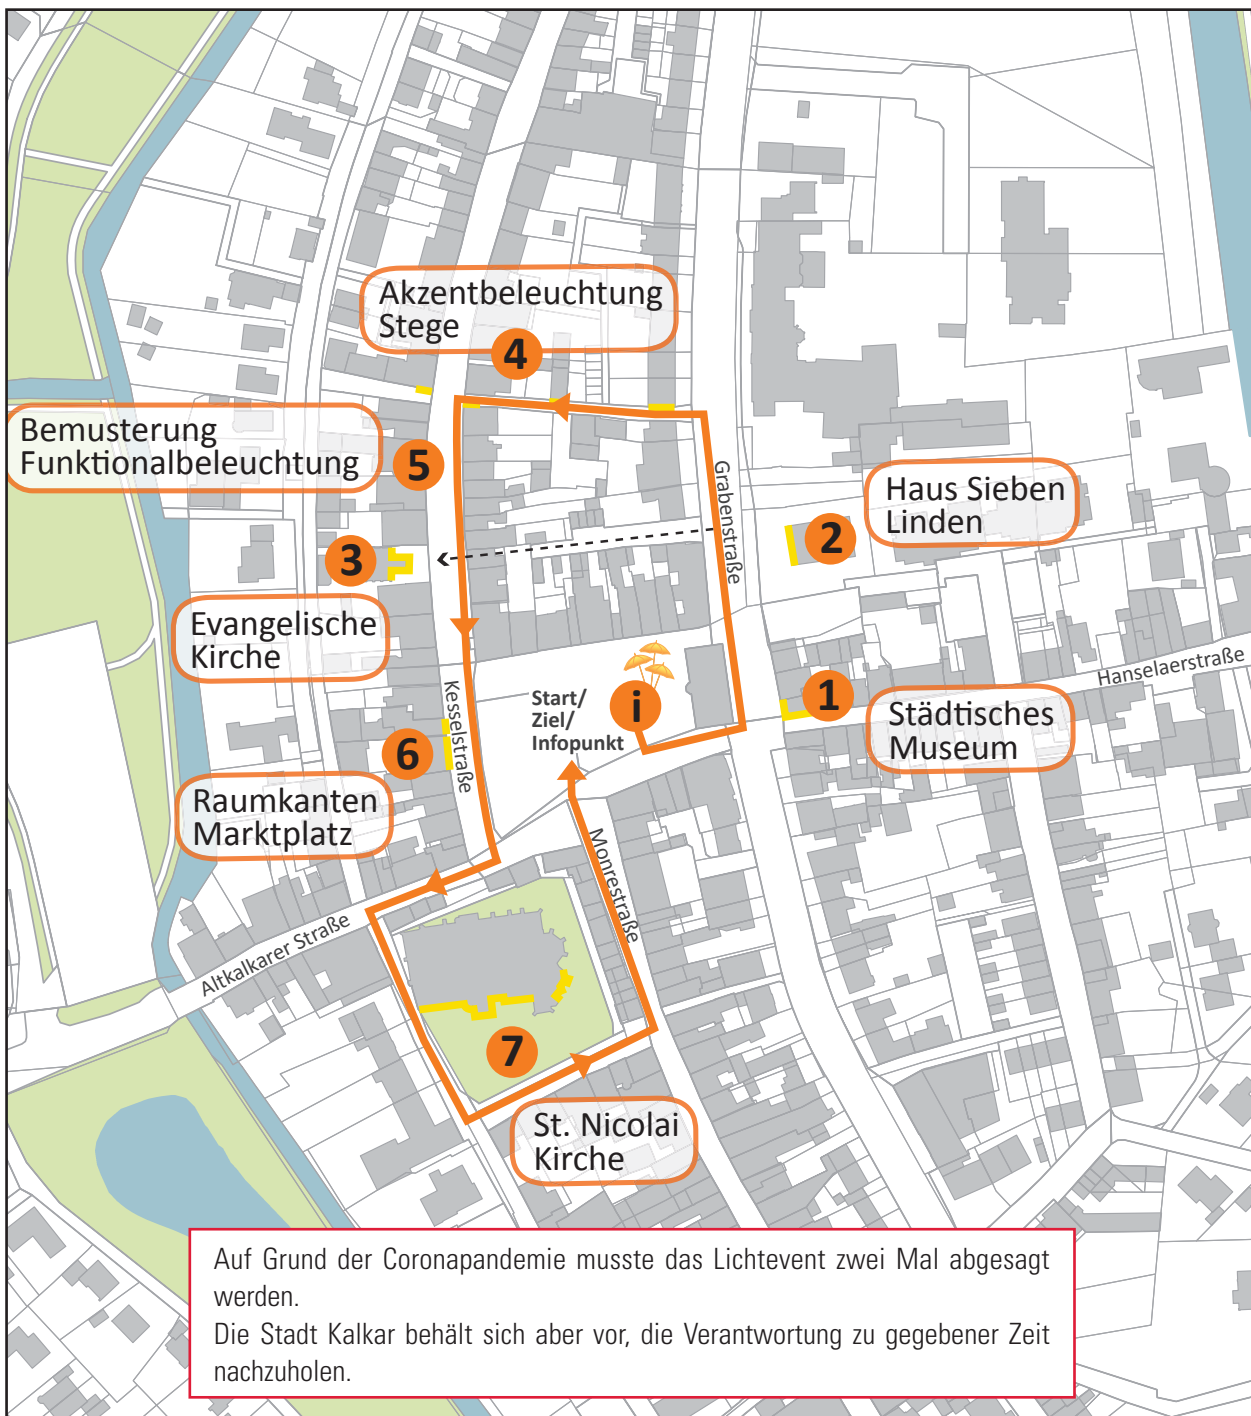 Akzentbeleuchtung
Stege
4
Bemusterung
Funktionalbeleuchtung
5
Grabenstraße
Haus Sieben
Linden
2
3
Evangelische
Kirche
Hanselaerstraße
1
Städtisches
Museum
Start/
Ziel/
Infopunkt
i
Kesselstraße
6
Raumkanten
Marktplatz
Monrestraße
Altkalkarer Straße
7
St. Nicolai
Kirche
Auf Grund der Coronapandemie musste das Lichtevent zwei Mal abgesagt
werden.
Die Stadt Kalkar behält sich aber vor, die Verantwortung zu gegebener Zeit
nachzuholen.